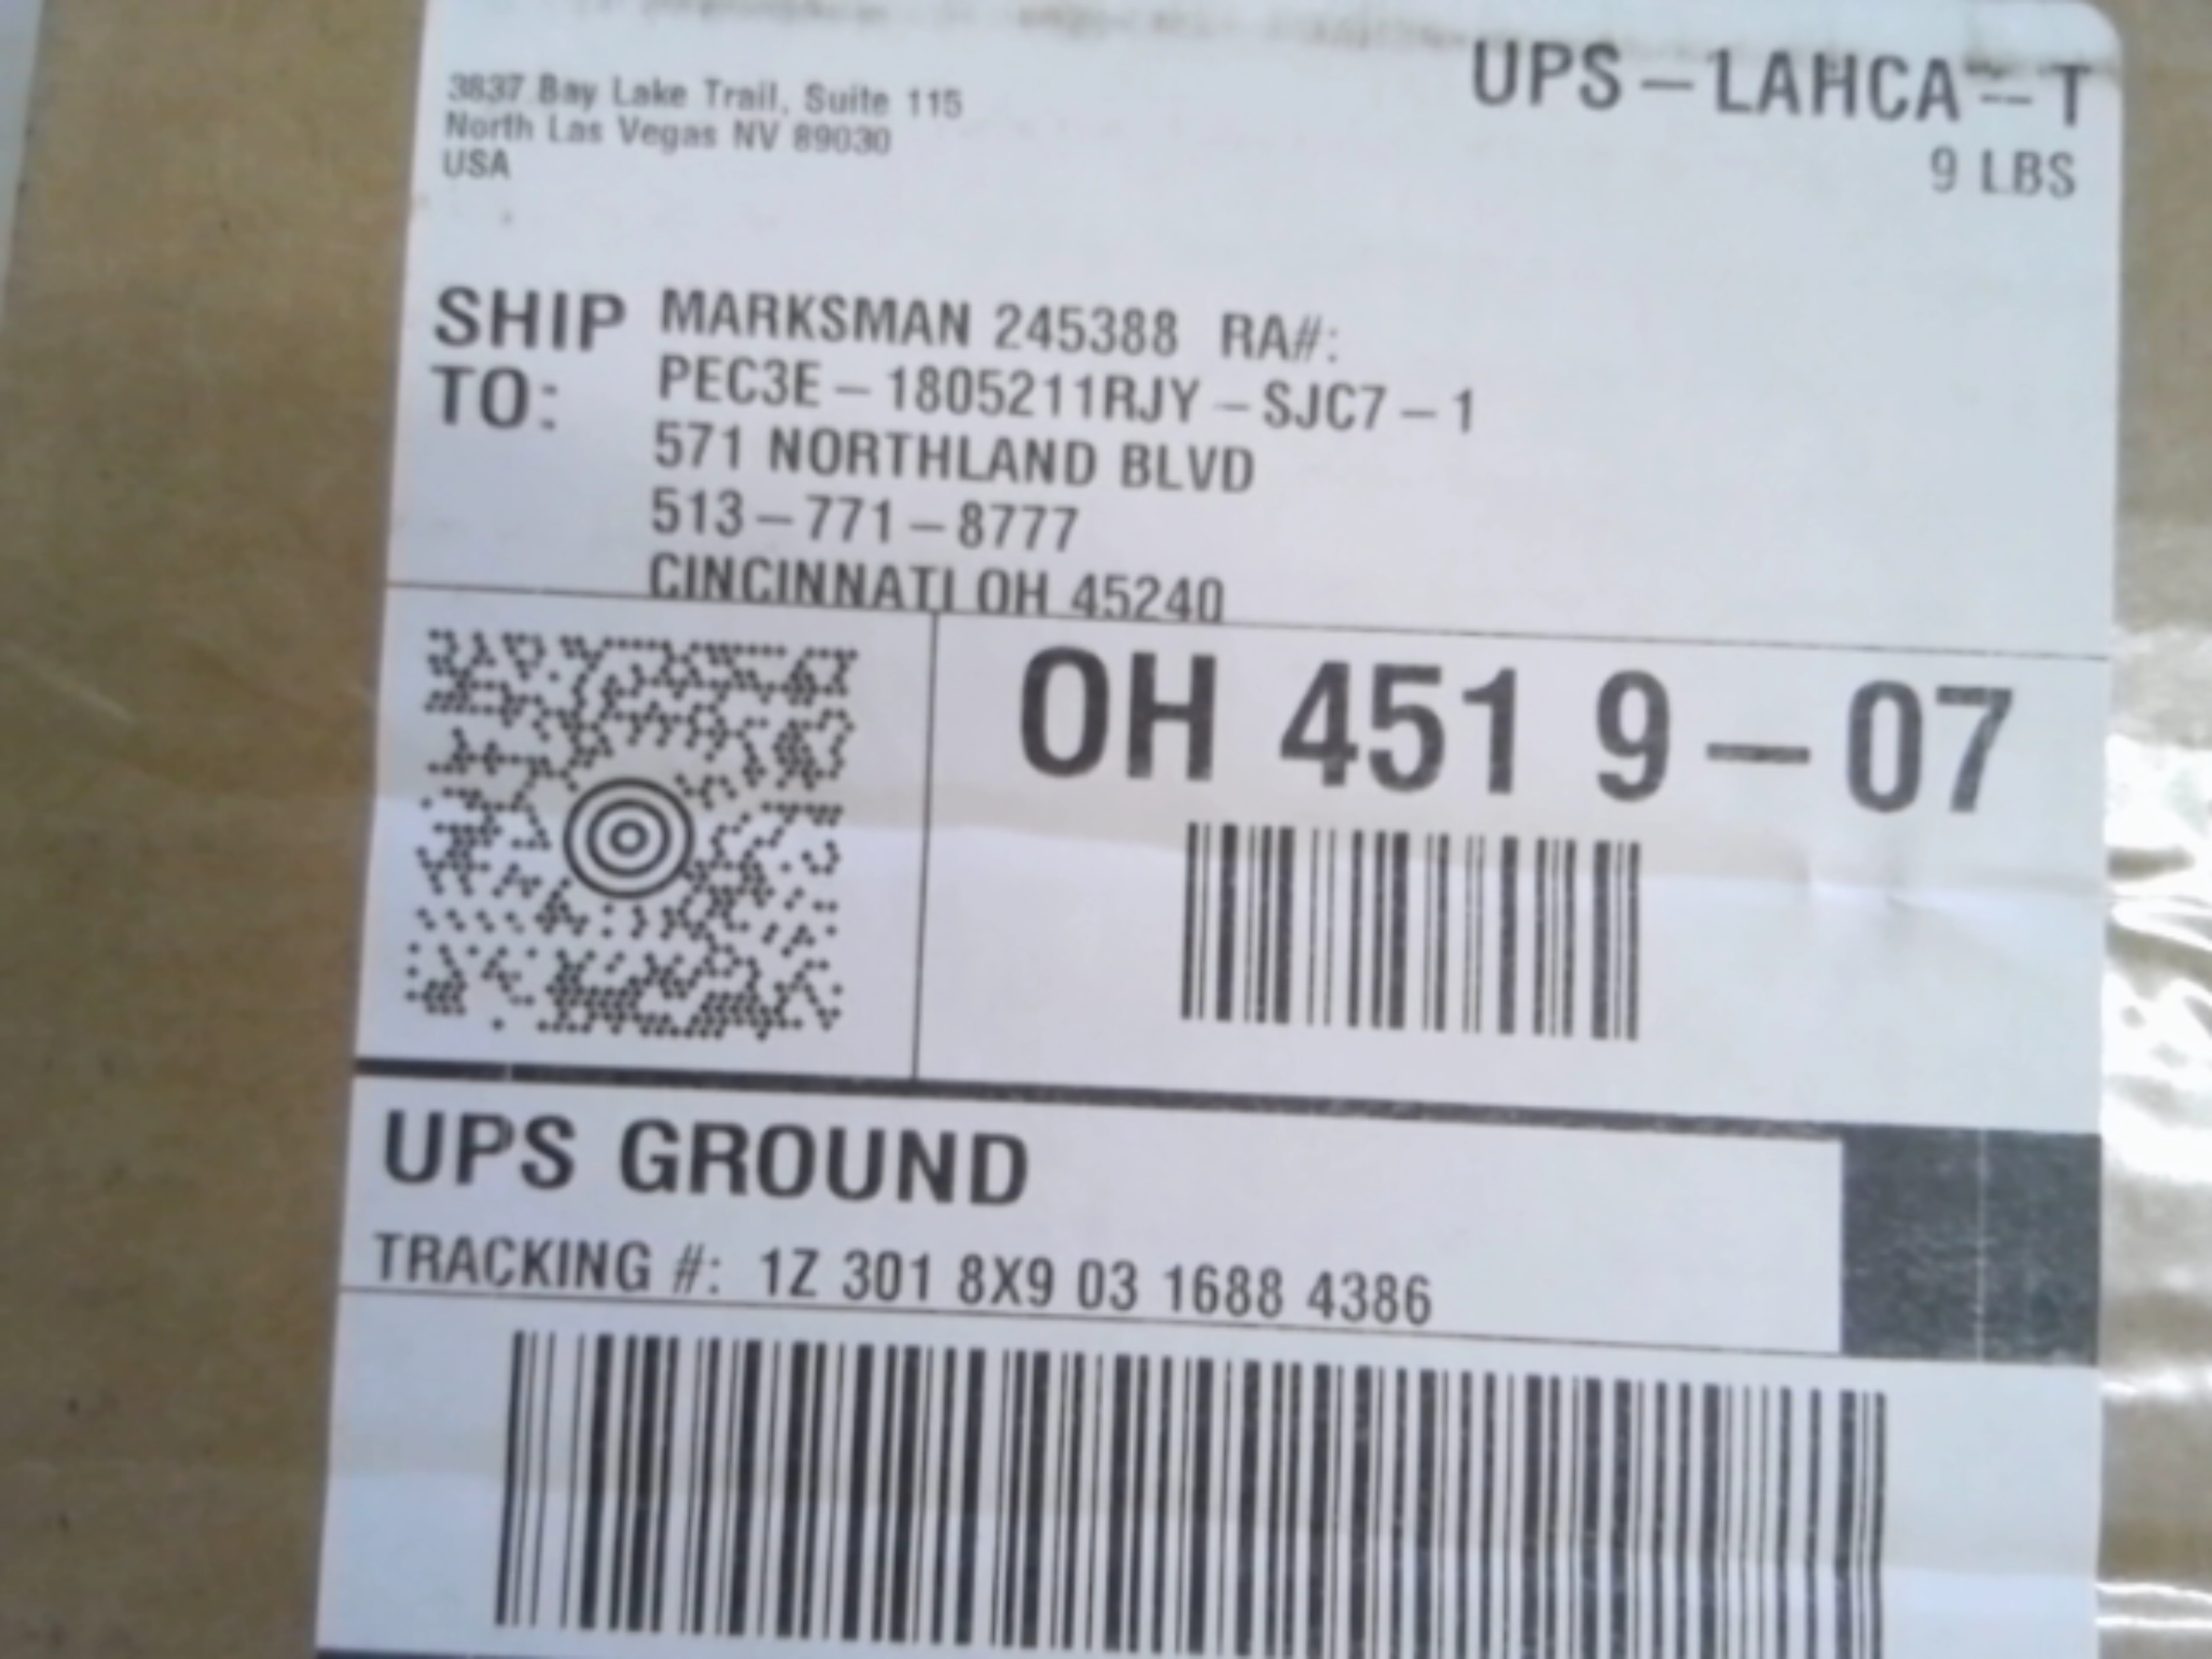 3837 Bay Lake Trail, Suite 115
North Las Vegas NV 89030
USA
UPS-LAHCA--T
9 LBS
SHIP TO:
MARKSMAN 245388 RA#:
PEC3E-1805211RJY-SJC7-1
571 NORTHLAND BLVD
513-771-8777
CINCINNATI OH 45240
OH 451 9-07
UPS GROUND
TRACKING #: 1Z 301 8X9 03 1688 4386